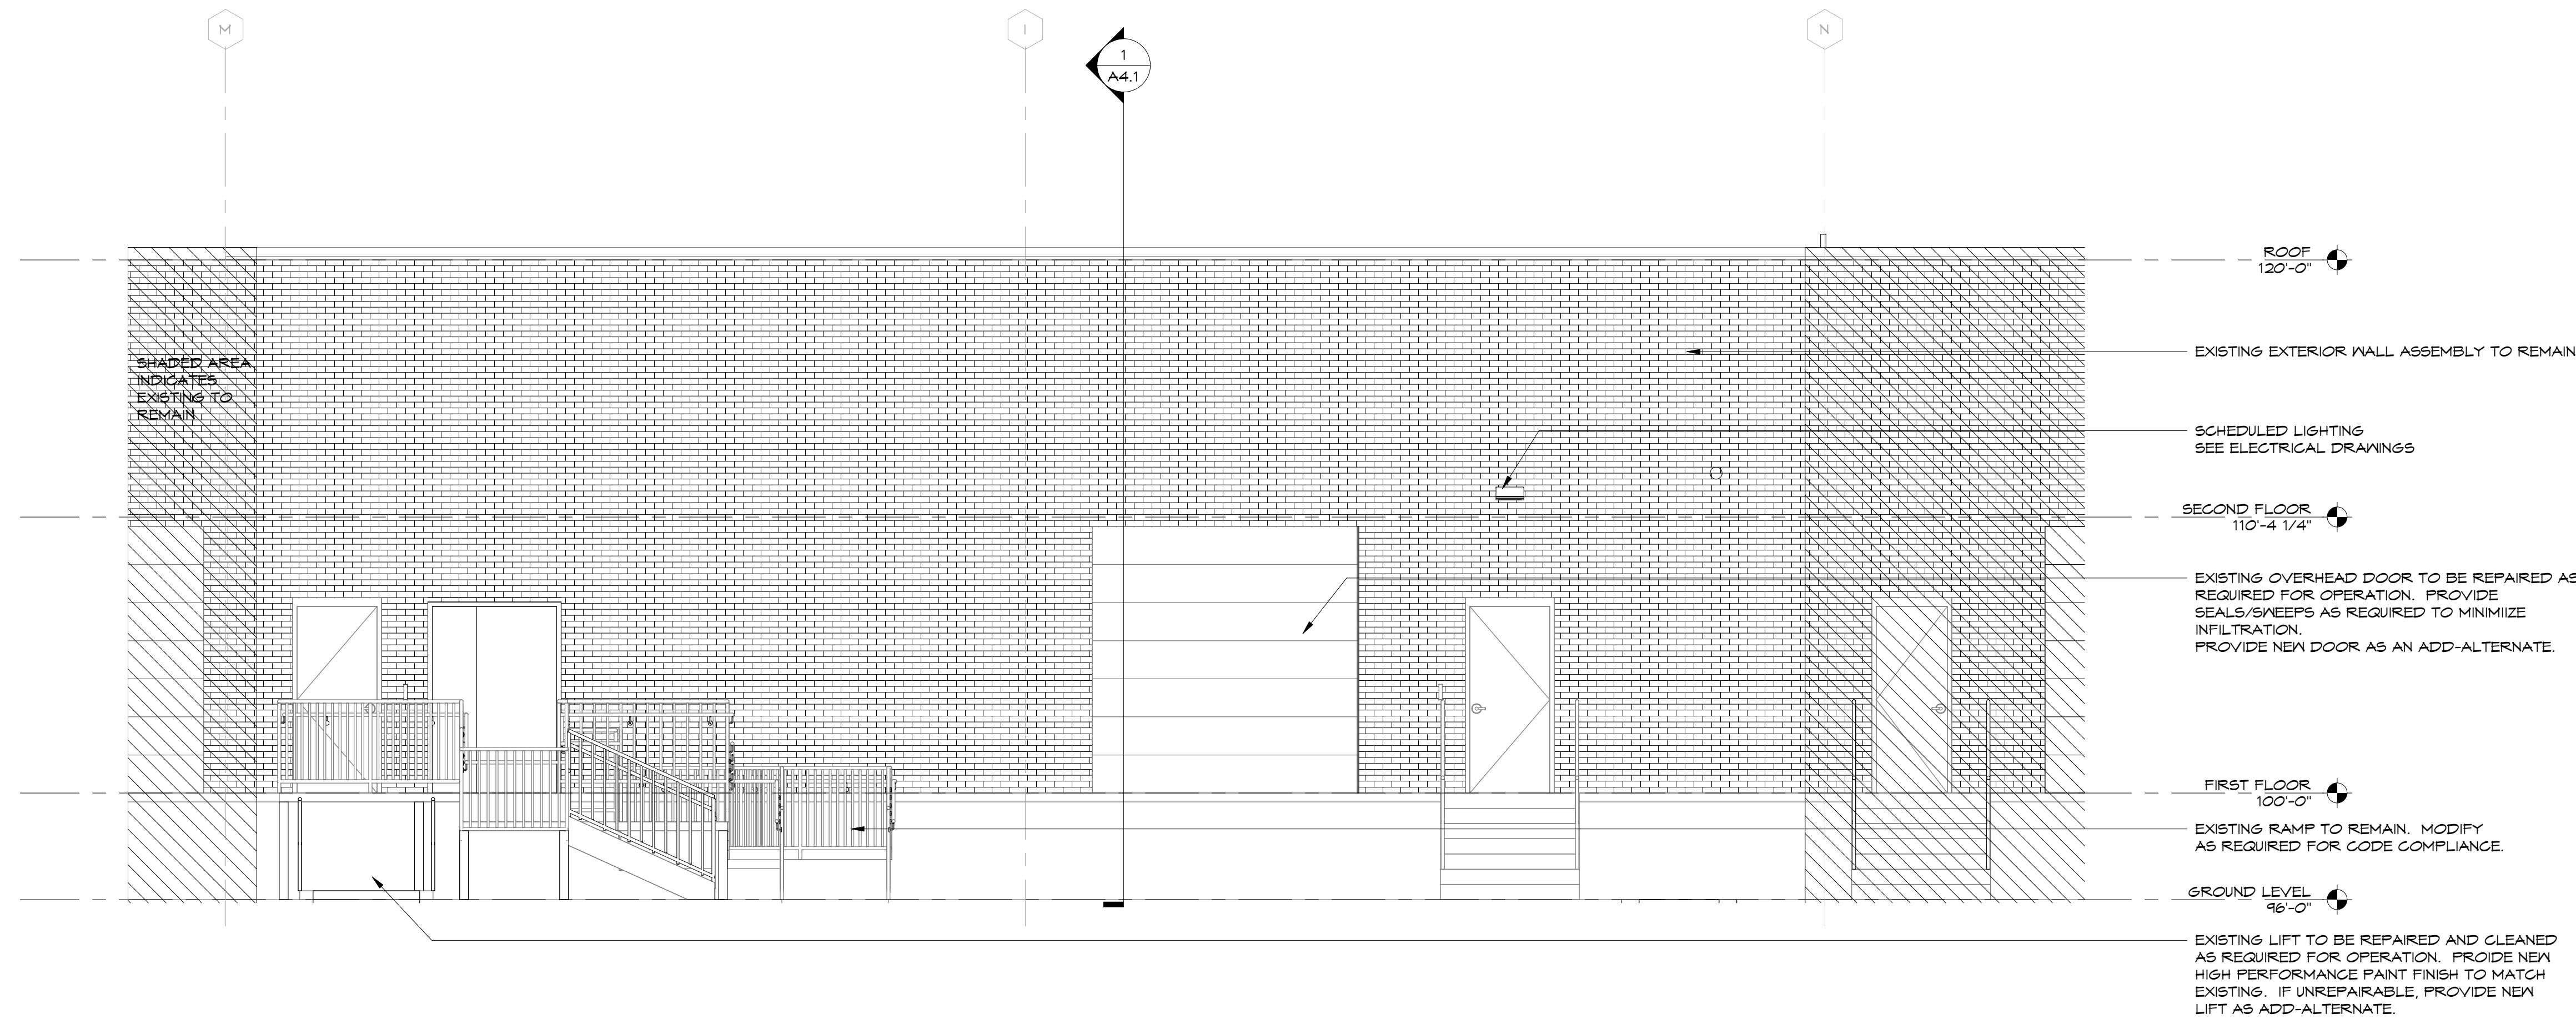 M
I
N
1
A4.1
ROOF
120'-0"
EXISTING EXTERIOR WALL ASSEMBLY TO REMAIN
SHADED AREA
INDICATES
EXISTING TO
REMAIN
SCHEDULED LIGHTING
SEE ELECTRICAL DRAWINGS
SECOND FLOOR
110'-4 1/4"
EXISTING OVERHEAD DOOR TO BE REPAIRED AS
REQUIRED FOR OPERATION. PROVIDE
SEALS/SWEEPS AS REQUIRED TO MINIMIIZE
INFILTRATION.
PROVIDE NEW DOOR AS AN ADD-ALTERNATE.
FIRST FLOOR
100'-0"
EXISTING RAMP TO REMAIN. MODIFY
AS REQUIRED FOR CODE COMPLIANCE.
GROUND LEVEL
96'-0"
EXISTING LIFT TO BE REPAIRED AND CLEANED
AS REQUIRED FOR OPERATION. PROIDE NEW
HIGH PERFORMANCE PAINT FINISH TO MATCH
EXISTING. IF UNREPAIRABLE, PROVIDE NEW
LIFT AS ADD-ALTERNATE.